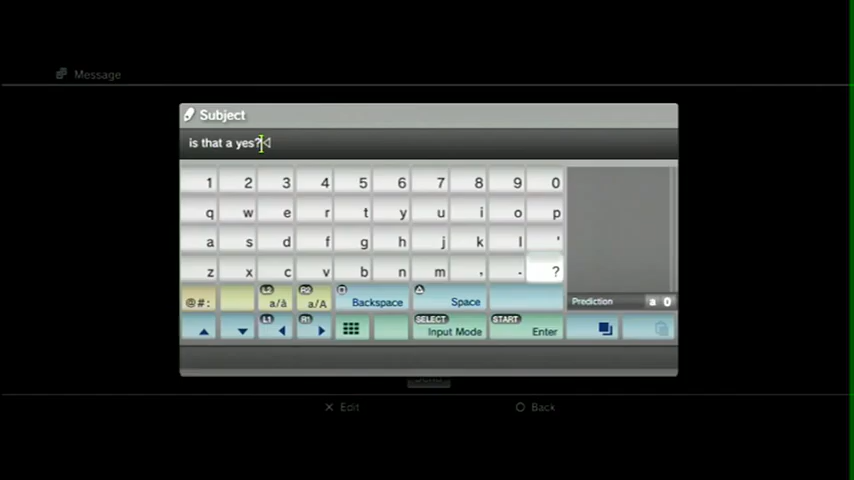 Message
Subject
is that a yes?
1 2 3 4 5 6 7 8 9 0
q w e r t y u i o p
a s d f g h j k l '
z x c v b n m , . ?
@#: L2 a/à R2 a/A Backspace Space Prediction a 0
L1 R1 SELECT Input Mode START Enter
Edit Back